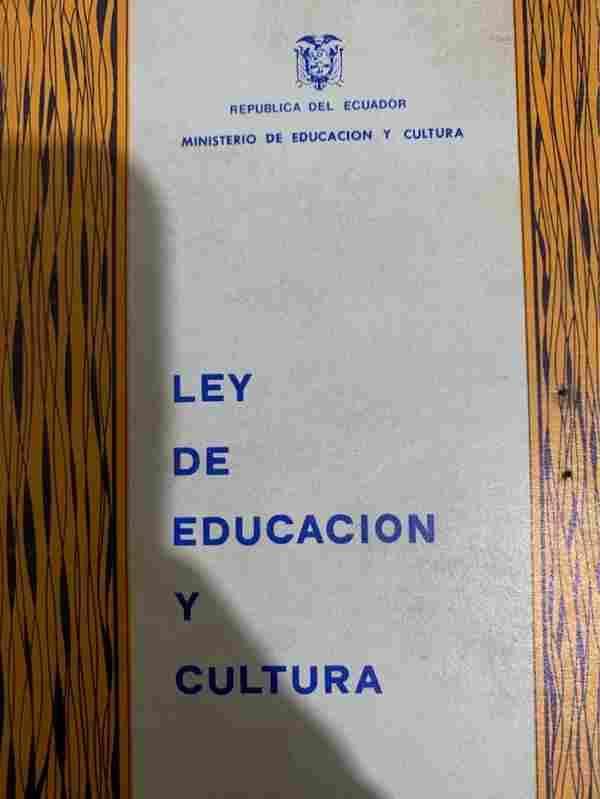 REPUBLICA DEL ECUADOR
MINISTERIO DE EDUCACION Y CULTURA
LEY
DE
EDUCACION
Y
CULTURA